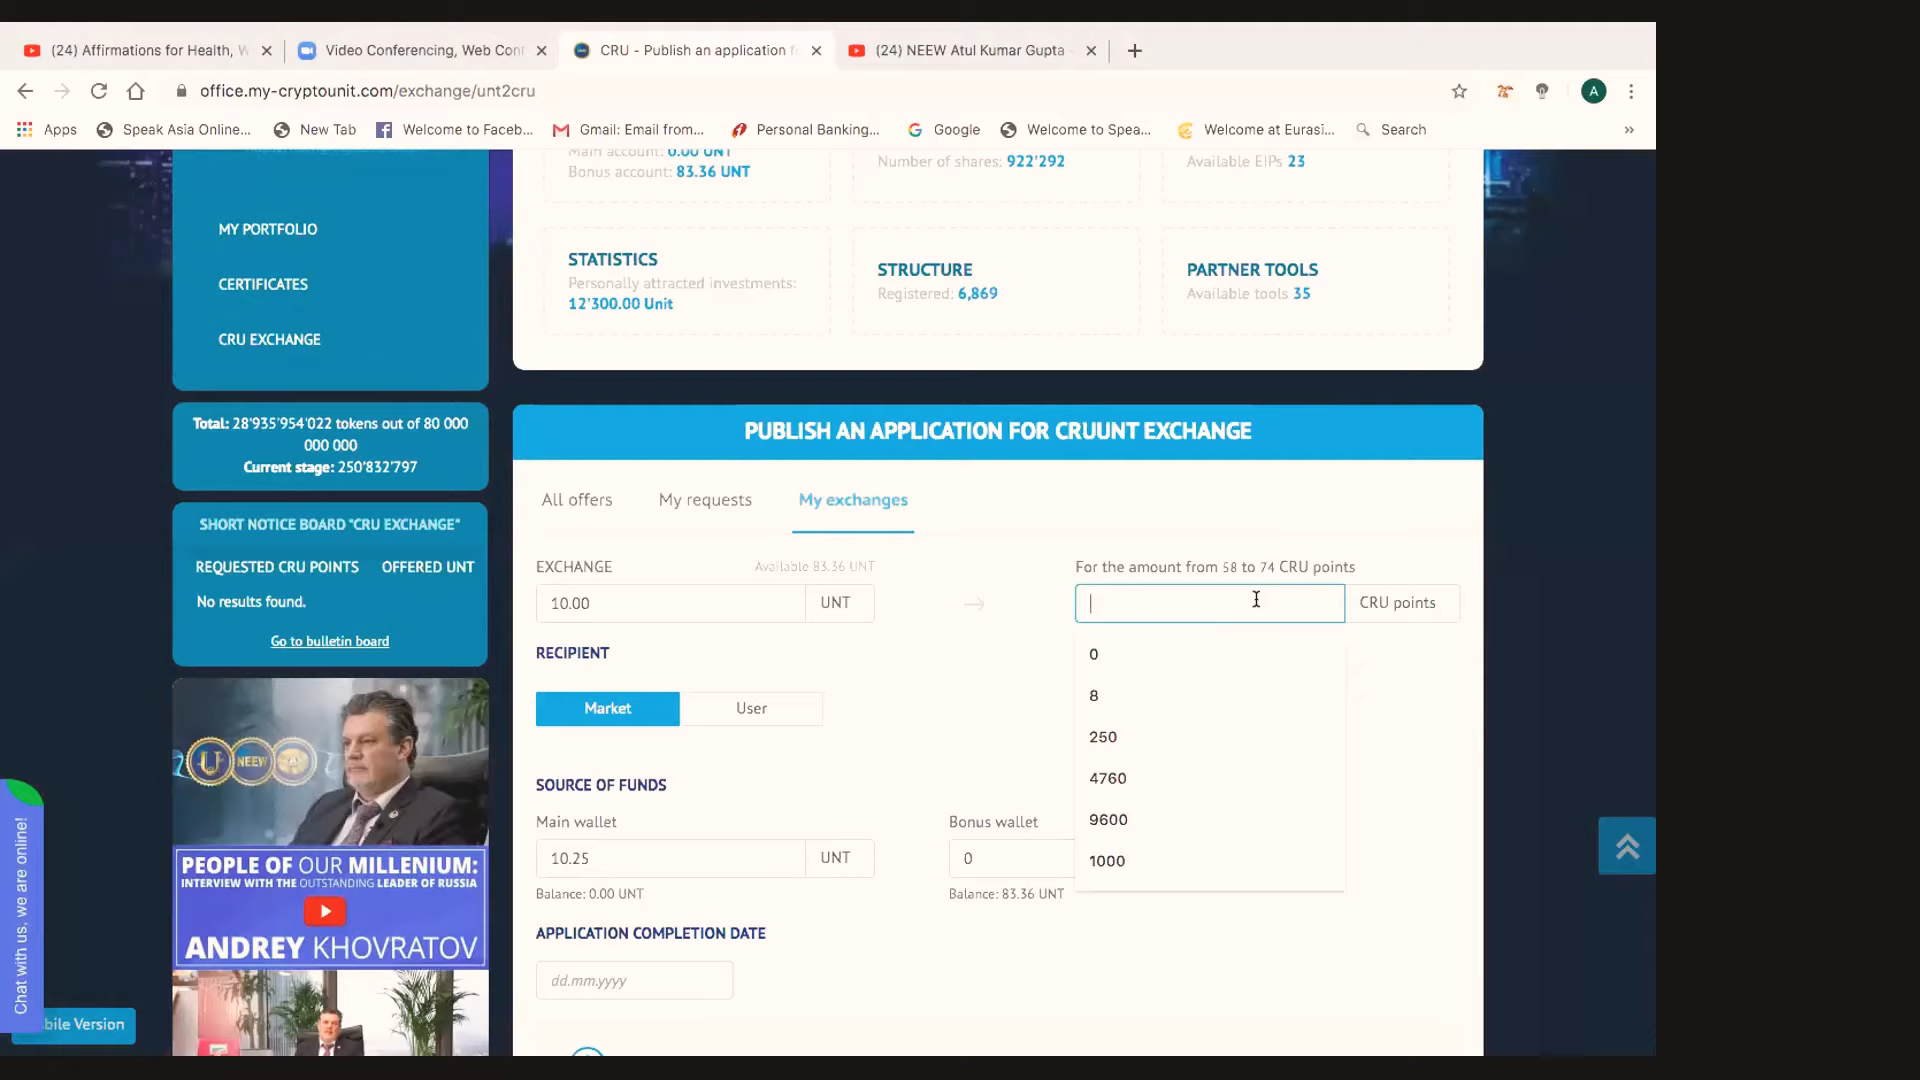 (24) Affirmations for Health, W
Video Conferencing, Web Conf
CRU - Publish an application f
(24) NEEW Atul Kumar Gupta -
office.my-cryptounit.com/exchange/unt2cru
A
Apps
Speak Asia Online...
New Tab
Welcome to Faceb...
Gmail: Email from...
Personal Banking,...
Google
Welcome to Spea...
Welcome at Eurasi...
Search
»
MY PORTFOLIO
CERTIFICATES
CRU EXCHANGE
Total: 28'935'954'022 tokens out of 80 000
000 000
Current stage: 250'832'797
SHORT NOTICE BOARD "CRU EXCHANGE"
REQUESTED CRU POINTS OFFERED UNT
No results found.
Go to bulletin board
U
NEEW
PEOPLE OF OUR MILLENIUM:
INTERVIEW WITH THE OUTSTANDING LEADER OF RUSSIA
ANDREY KHOVRATOV
Chat with us, we are online!
bile Version
Main account: 0.00 UNT
Bonus account: 83.36 UNT
Number of shares: 922'292
Available EIPs 23
STATISTICS
Personally attracted investments:
12'300.00 Unit
STRUCTURE
Registered: 6,869
PARTNER TOOLS
Available tools 35
PUBLISH AN APPLICATION FOR CRUUNT EXCHANGE
All offers
My requests
My exchanges
EXCHANGE
Available 83.36 UNT
For the amount from 58 to 74 CRU points
10.00
UNT
CRU points
0
8
250
4760
9600
1000
RECIPIENT
Market
User
SOURCE OF FUNDS
Main wallet
Bonus wallet
10.25
UNT
0
Balance: 0.00 UNT
Balance: 83.36 UNT
APPLICATION COMPLETION DATE
dd.mm.yyyy